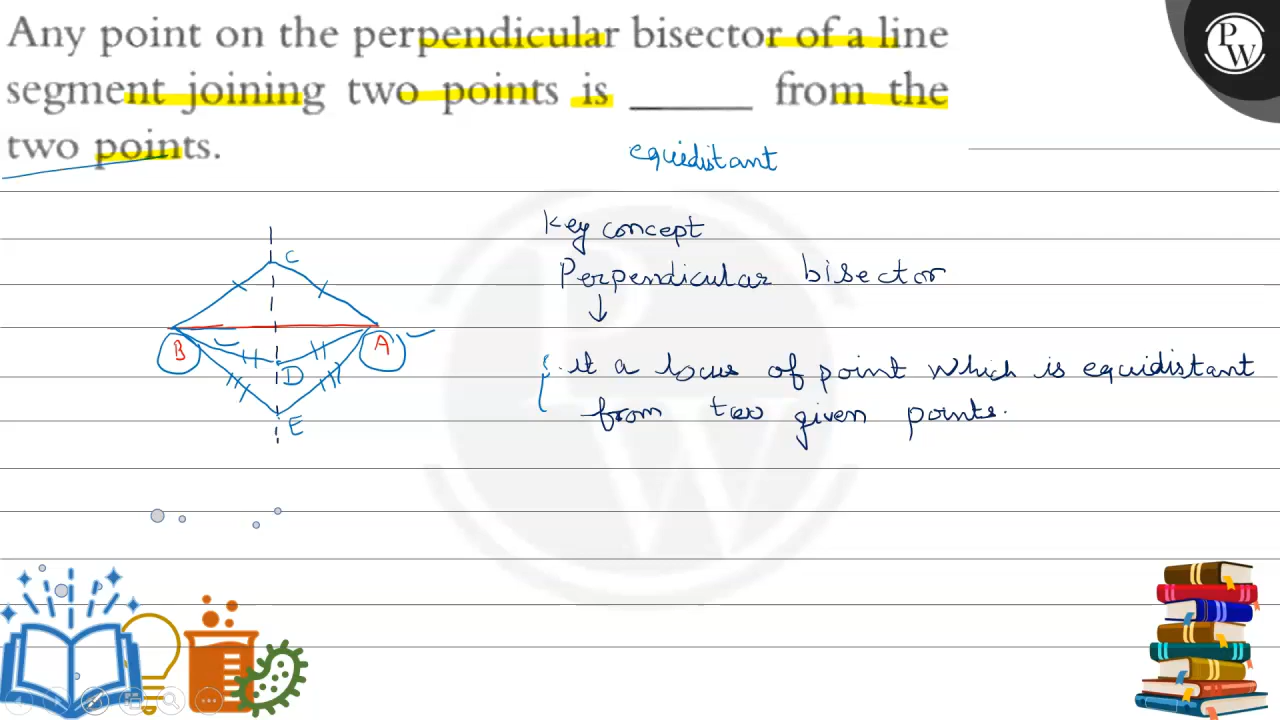 Any point on the perpendicular bisector of a line
segment joining two points is ______ from the
two points.
equidistant
Key concept
Perpendicular bisector
↓
it a locus of point which is equidistant
from two given points.
C
B
A
D
E
PW